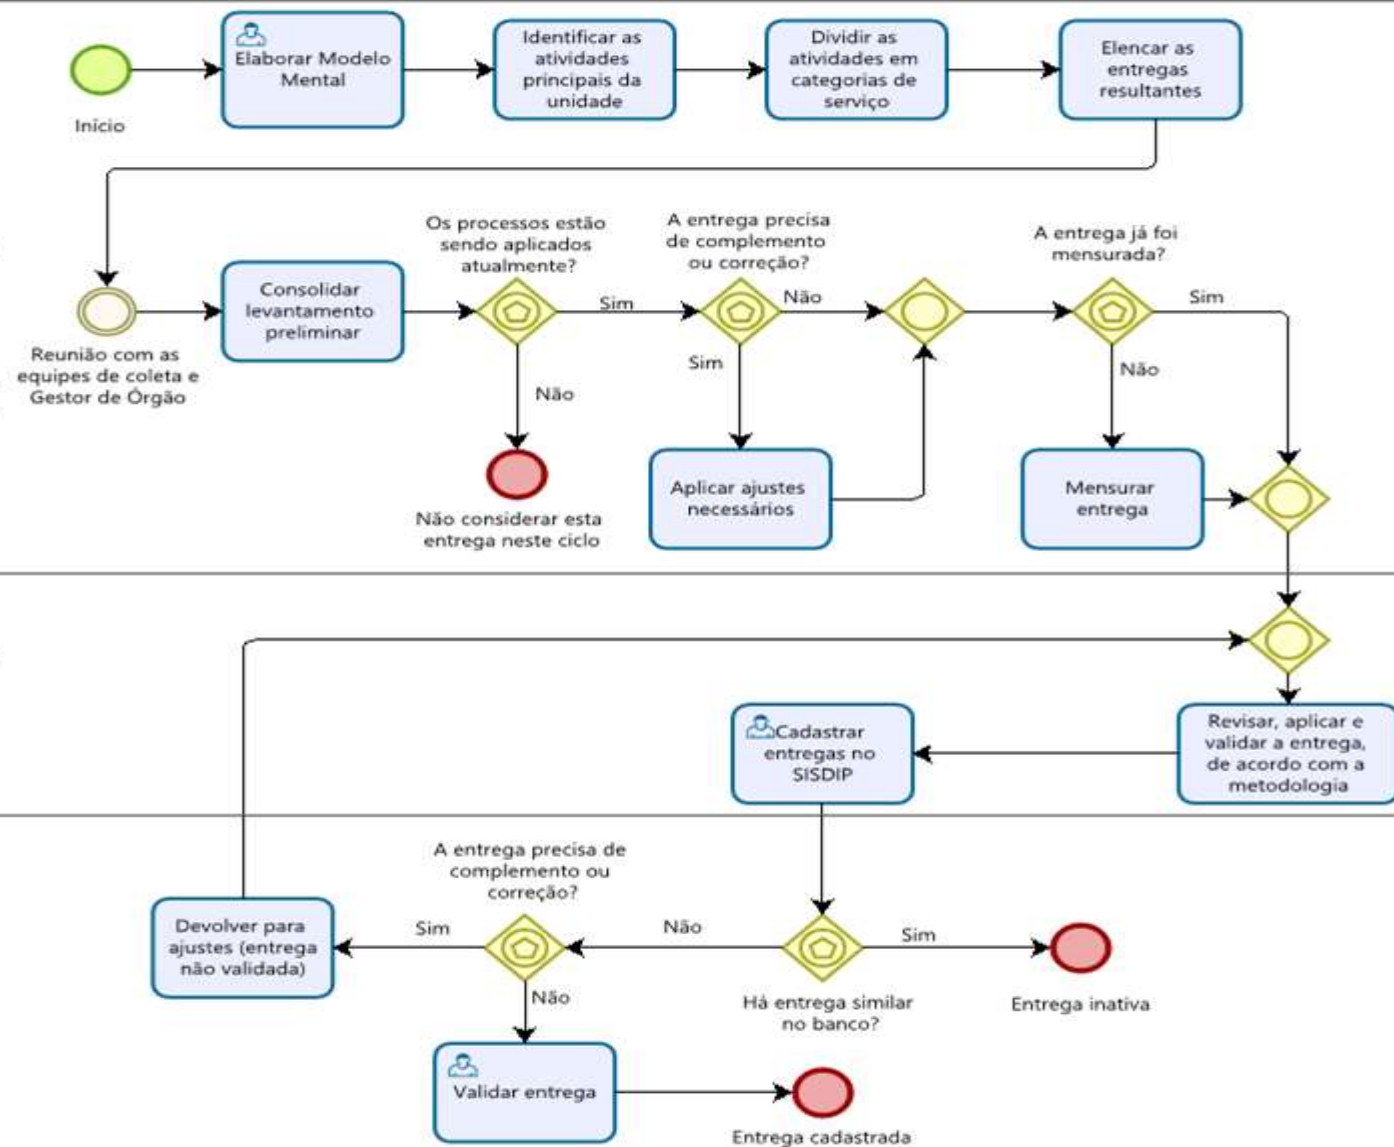 Elaborar Modelo
Mental
Identificar as
atividades
principais da
unidade
Dividir as
atividades em
categorias de
serviço
Elencar as
entregas
resultantes
Início
Os processos estão
sendo aplicados
atualmente?
A entrega precisa
de complemento
ou correção?
A entrega já foi
mensurada?
Consolidar
levantamento
preliminar
Sim
Não
Sim
Reunião com as
equipes de coleta e
Gestor de Órgão
Não
Sim
Não
Não considerar esta
entrega neste ciclo
Aplicar ajustes
necessários
Mensurar
entrega
Cadastrar
entregas no
SISDIP
Revisar, aplicar e
validar a entrega,
de acordo com a
metodologia
A entrega precisa de
complemento ou
correção?
Devolver para
ajustes (entrega
não validada)
Sim
Não
Sim
Não
Há entrega similar
no banco?
Entrega inativa
Validar entrega
Entrega cadastrada